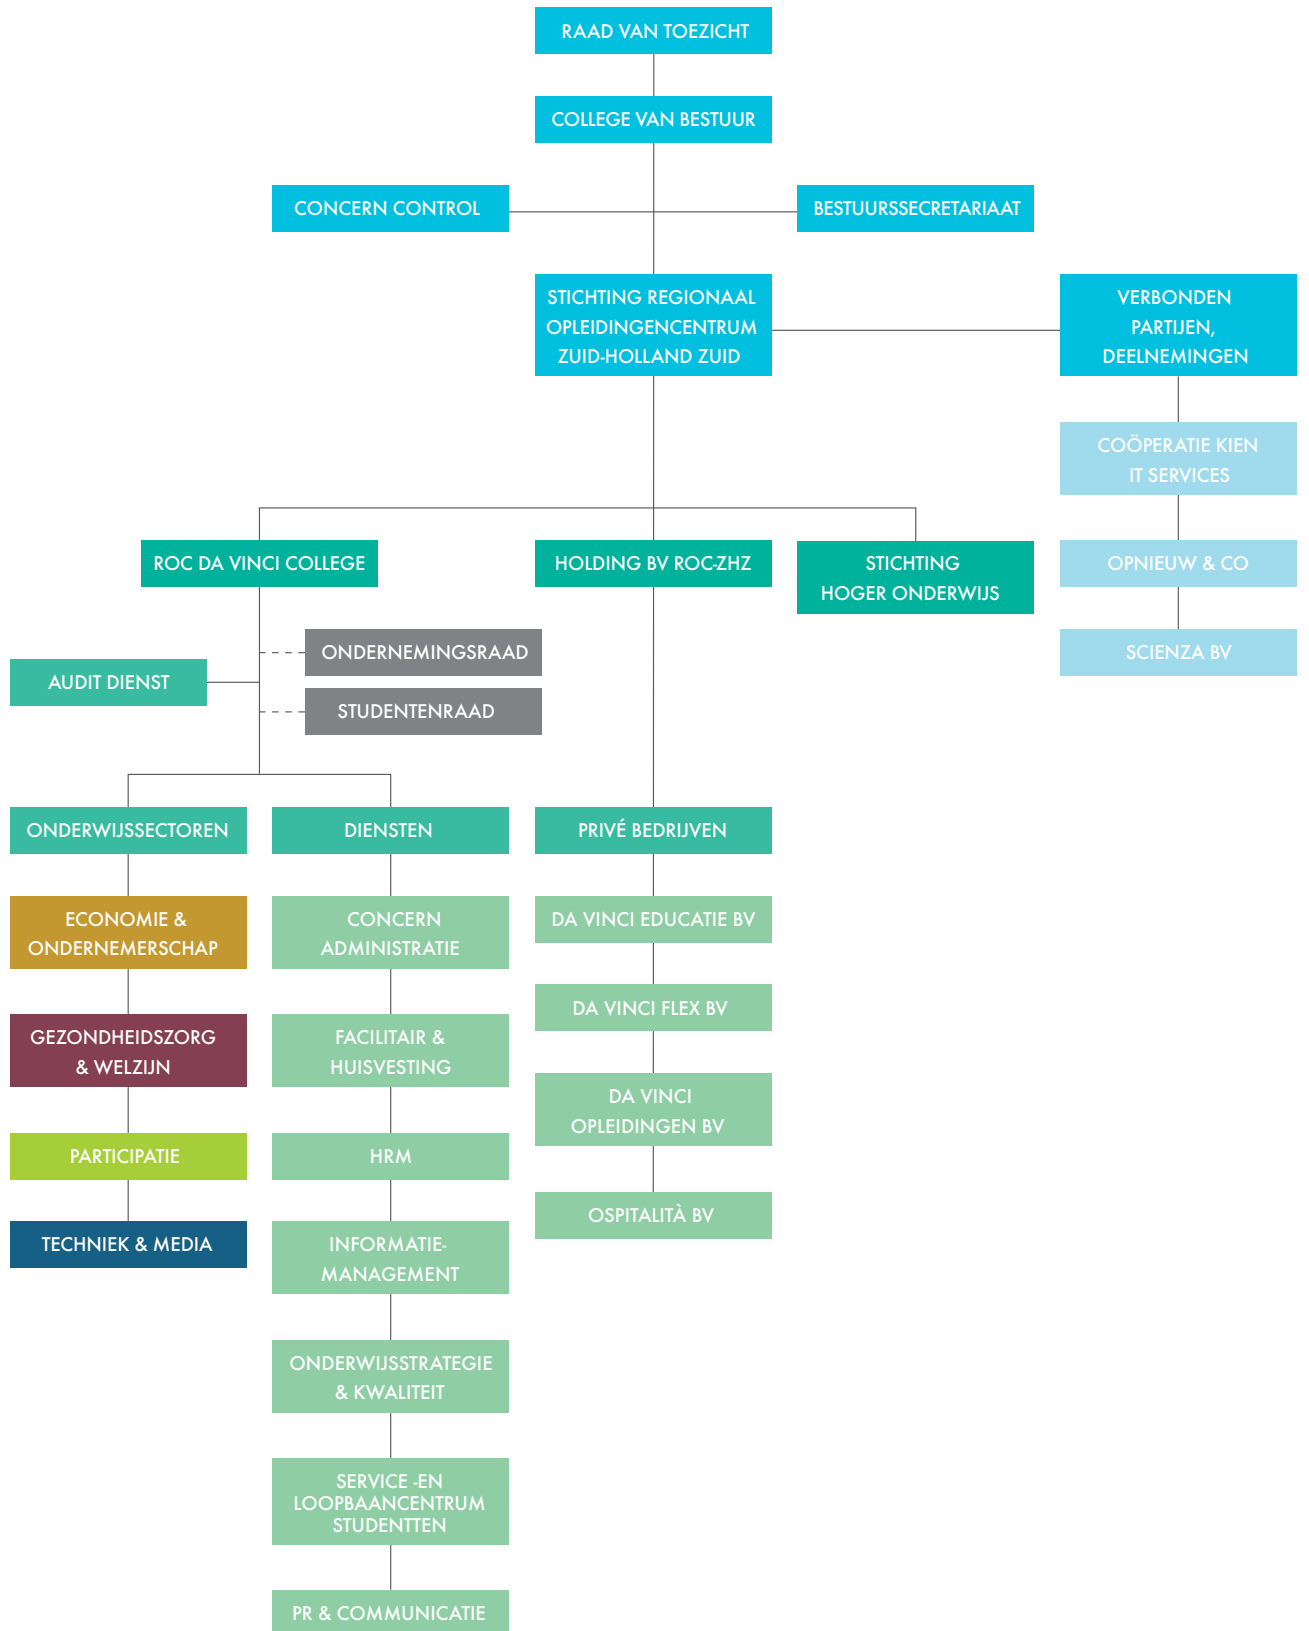 RAAD VAN TOEZICHT
COLLEGE VAN BESTUUR
CONCERN CONTROL
BESTUURSSECRETARIAAT
STICHTING REGIONAAL
OPLEIDINGENCENTRUM
ZUID-HOLLAND ZUID
VERBONDEN
PARTIJEN,
DEELNEMINGEN
COÖPERATIE KIEN
IT SERVICES
OPNIEUW & CO
SCIENZA BV
ROC DA VINCI COLLEGE
HOLDING BV ROC-ZHZ
STICHTING
HOGER ONDERWIJS
ONDERNEMINGSRAAD
AUDIT DIENST
STUDENTENRAAD
ONDERWIJSSECTOREN
ECONOMIE &
ONDERNEMERSCHAP
GEZONDHEIDSZORG
& WELZIJN
PARTICIPATIE
TECHNIEK & MEDIA
DIENSTEN
CONCERN
ADMINISTRATIE
FACILITAIR &
HUISVESTING
HRM
INFORMATIE-
MANAGEMENT
ONDERWIJSSTRATEGIE
& KWALITEIT
SERVICE -EN
LOOPBAANCENTRUM
STUDENTTEN
PR & COMMUNICATIE
PRIVÉ BEDRIJVEN
DA VINCI EDUCATIE BV
DA VINCI FLEX BV
DA VINCI
OPLEIDINGEN BV
OSPITALITÀ BV